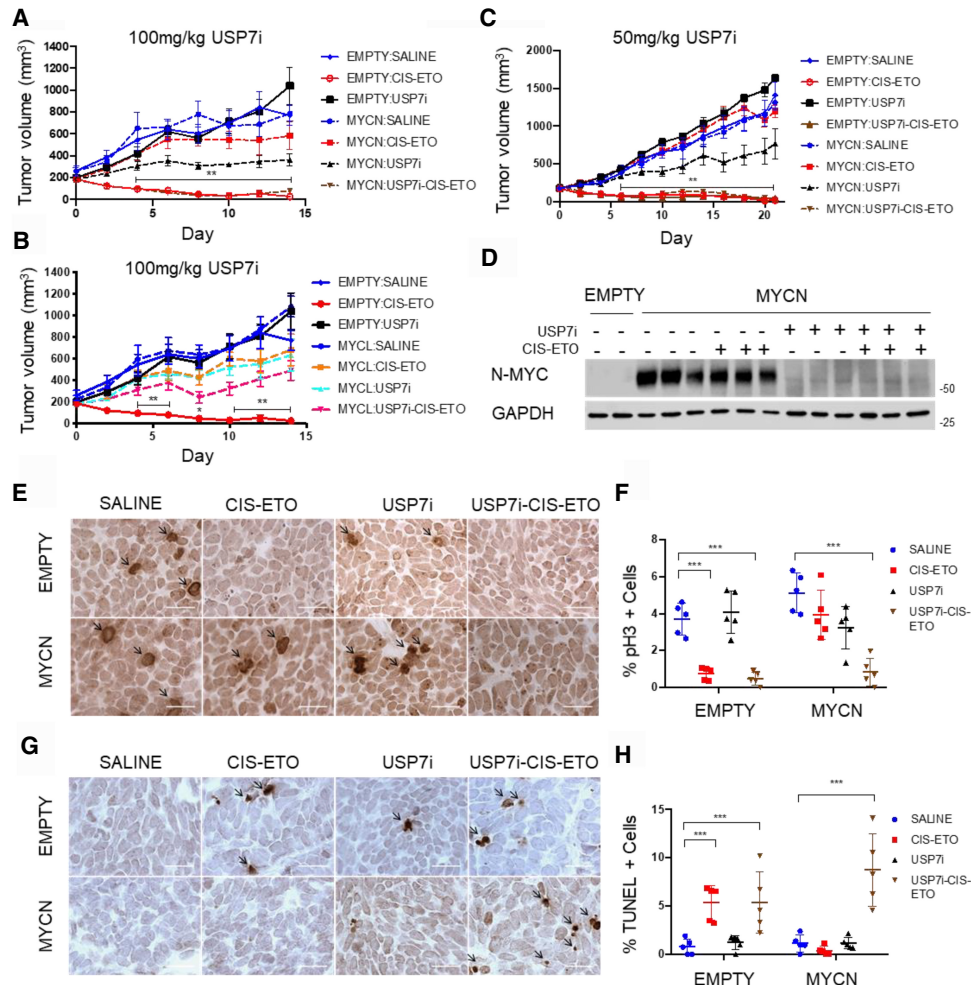 A
100mg/kg USP7i
Tumor volume (mm³)
1400
1200
1000
800
600
400
200
0
**
0 5 10 15
Day
EMPTY:SALINE
EMPTY:CIS-ETO
EMPTY:USP7i
MYCN:SALINE
MYCN:CIS-ETO
MYCN:USP7i
MYCN:USP7i-CIS-ETO
C
50mg/kg USP7i
Tumor volume (mm³)
2000
1500
1000
500
0
**
0 5 10 15 20
Day
EMPTY:SALINE
EMPTY:CIS-ETO
EMPTY:USP7i
EMPTY:USP7i-CIS-ETO
MYCN:SALINE
MYCN:CIS-ETO
MYCN:USP7i
MYCN:USP7i-CIS-ETO
B
100mg/kg USP7i
Tumor volume (mm³)
1400
1200
1000
800
600
400
200
0
** * **
0 5 10 15
Day
EMPTY:SALINE
EMPTY:CIS-ETO
EMPTY:USP7i
MYCL:SALINE
MYCL:CIS-ETO
MYCL:USP7i
MYCL:USP7i-CIS-ETO
D
EMPTY MYCN
USP7i - - - - - - - - + + + + + +
CIS-ETO - - - - - + + + - - - + + +
N-MYC
-50
GAPDH
-25
E
SALINE CIS-ETO USP7i USP7i-CIS-ETO
EMPTY
MYCN
F
% pH3 + Cells
8
6
4
2
0
***
***
***
EMPTY MYCN
SALINE
CIS-ETO
USP7i
USP7i-CIS-
ETO
G
SALINE CIS-ETO USP7i USP7i-CIS-ETO
EMPTY
MYCN
H
% TUNEL + Cells
15
10
5
0
***
***
***
EMPTY MYCN
SALINE
CIS-ETO
USP7i
USP7i-CIS-
ETO